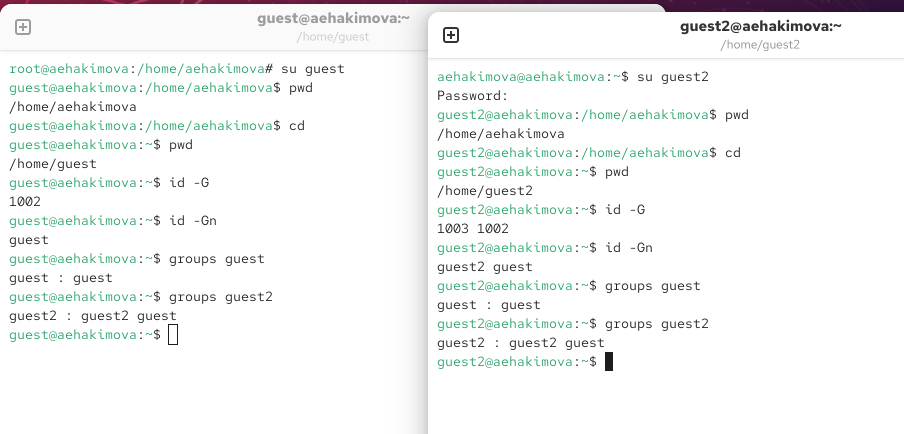 guest@aehakimova:~
/home/guest
root@aehakimova:/home/aehakimova# su guest
guest@aehakimova:/home/aehakimova$ pwd
/home/aehakimova
guest@aehakimova:/home/aehakimova$ cd
guest@aehakimova:~$ pwd
/home/guest
guest@aehakimova:~$ id -G
1002
guest@aehakimova:~$ id -Gn
guest
guest@aehakimova:~$ groups guest
guest : guest
guest@aehakimova:~$ groups guest2
guest2 : guest2 guest
guest@aehakimova:~$
guest2@aehakimova:~
/home/guest2
aehakimova@aehakimova:~$ su guest2
Password:
guest2@aehakimova:/home/aehakimova$ pwd
/home/aehakimova
guest2@aehakimova:/home/aehakimova$ cd
guest2@aehakimova:~$ pwd
/home/guest2
guest2@aehakimova:~$ id -G
1003 1002
guest2@aehakimova:~$ id -Gn
guest2 guest
guest2@aehakimova:~$ groups guest
guest : guest
guest2@aehakimova:~$ groups guest2
guest2 : guest2 guest
guest2@aehakimova:~$